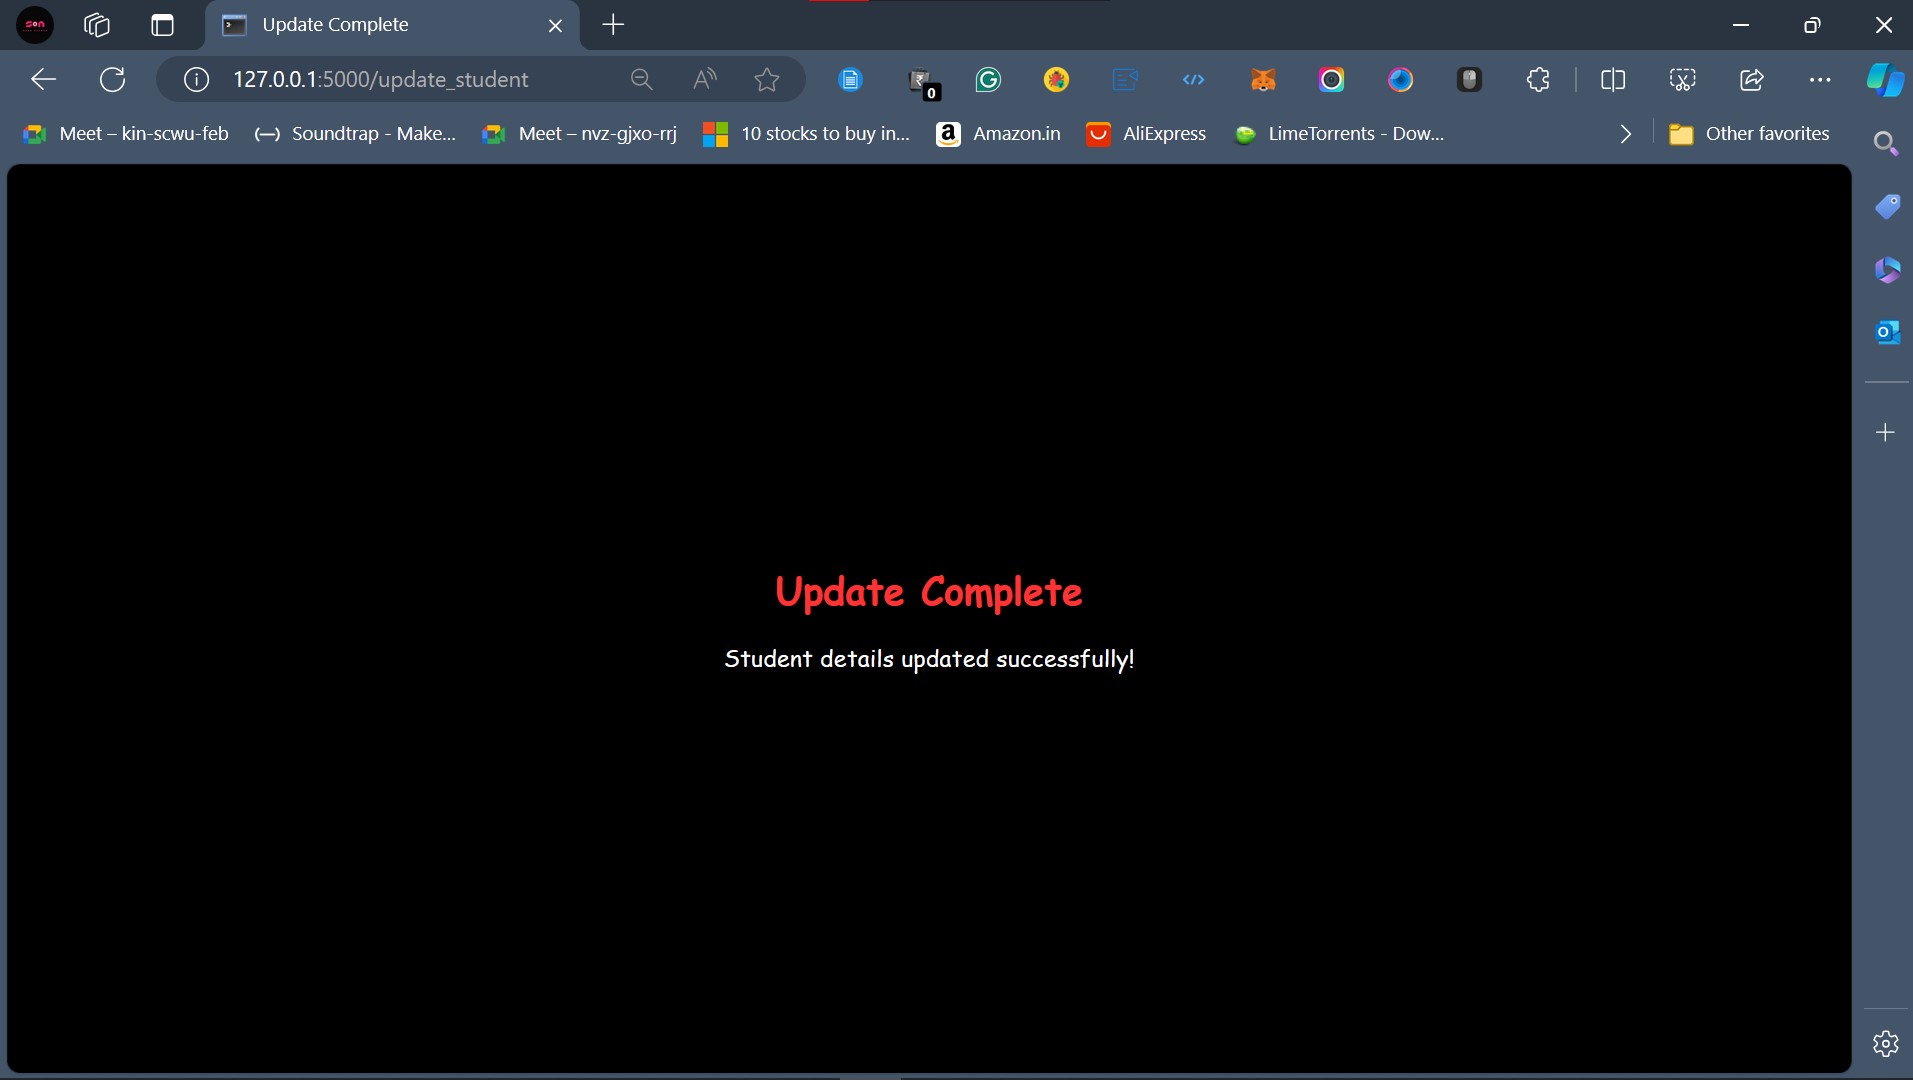 son
Update Complete
127.0.0.1:5000/update_student
0
Meet – kin-scwu-feb
Soundtrap - Make...
Meet – nvz-gjxo-rrj
10 stocks to buy in...
Amazon.in
AliExpress
LimeTorrents - Dow...
Other favorites
Update Complete
Student details updated successfully!